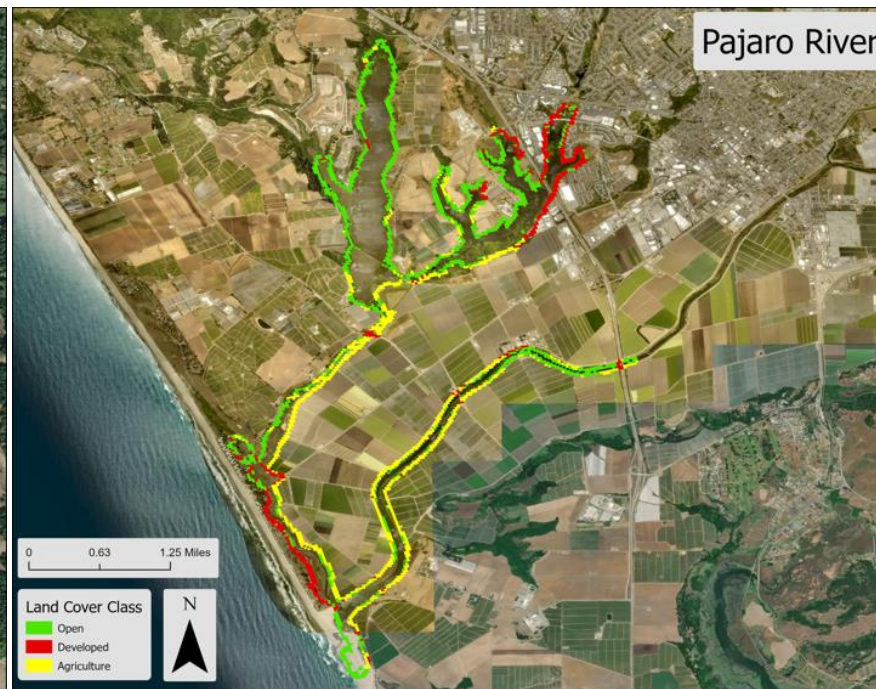 Pajaro River
0 0.63 1.25 Miles
Land Cover Class
Open
Developed
Agriculture
N